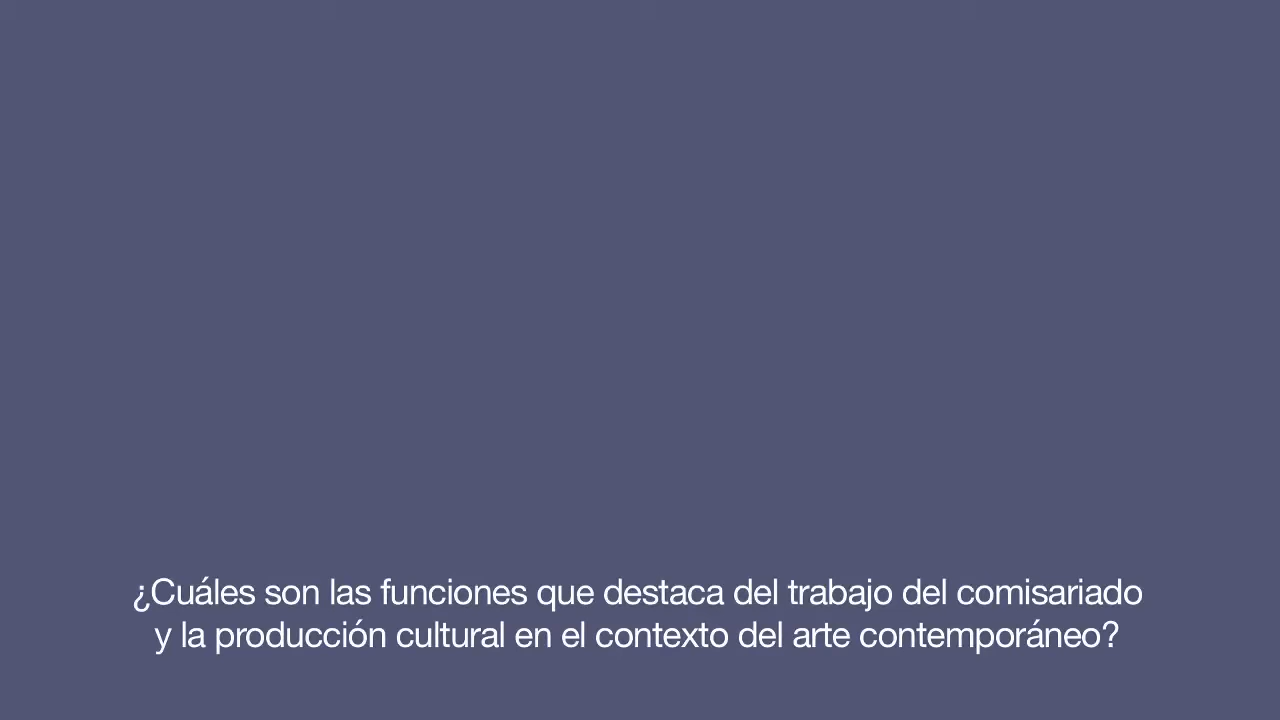 ¿Cuáles son las funciones que destaca del trabajo del comisariado
y la producción cultural en el contexto del arte contemporáneo?